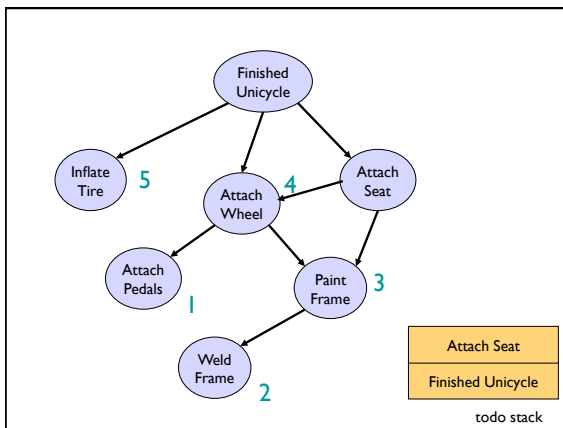 Finished
Unicycle
Inflate
Tire
5
4
Attach
Seat
Attach
Wheel
Attach
Pedals
1
Paint
Frame
3
Weld
Frame
2
Attach Seat
Finished Unicycle
todo stack